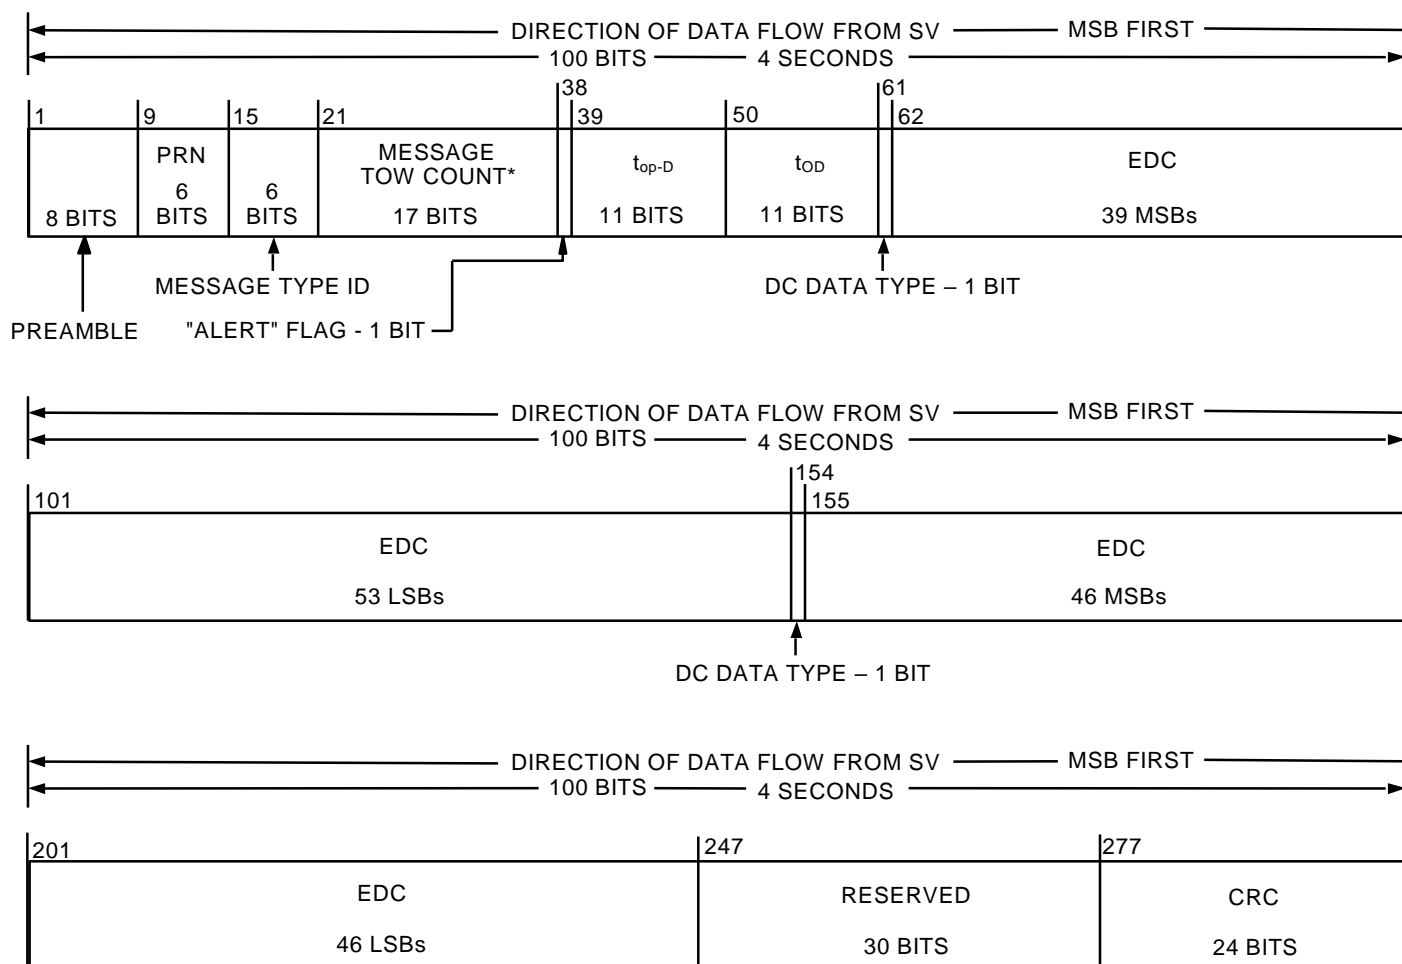 DIRECTION OF DATA FLOW FROM SV MSB FIRST
100 BITS 4 SECONDS
38 61
1 9 15 21 39 50 62
PRN MESSAGE t_op-D t_OD EDC
TOW COUNT*
6 6
8 BITS BITS BITS 17 BITS 11 BITS 11 BITS 39 MSBs
MESSAGE TYPE ID DC DATA TYPE – 1 BIT
PREAMBLE "ALERT" FLAG - 1 BIT
DIRECTION OF DATA FLOW FROM SV MSB FIRST
100 BITS 4 SECONDS
154
101 155
EDC EDC
53 LSBs 46 MSBs
DC DATA TYPE – 1 BIT
DIRECTION OF DATA FLOW FROM SV MSB FIRST
100 BITS 4 SECONDS
201 247 277
EDC RESERVED CRC
46 LSBs 30 BITS 24 BITS